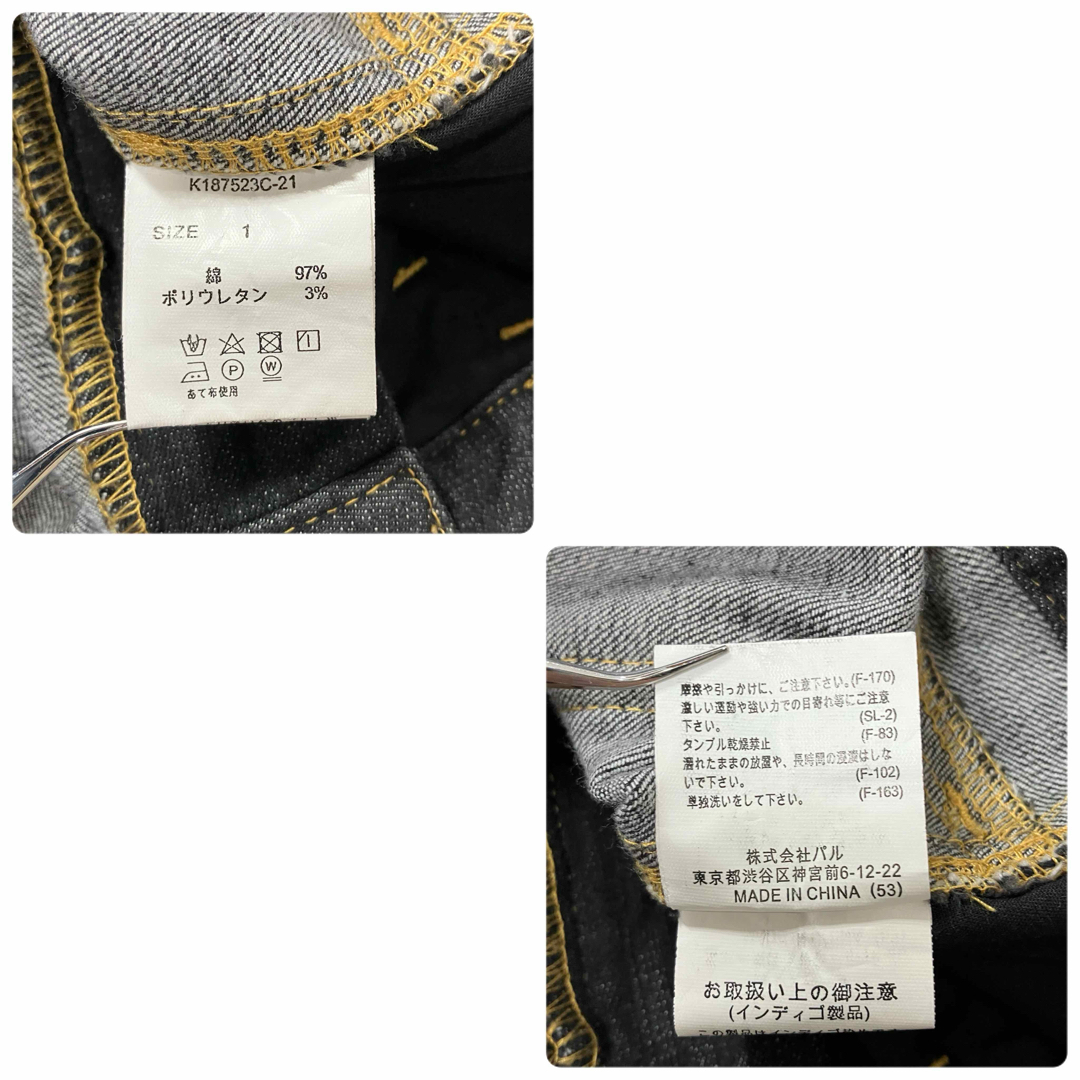 K187523C-21
SIZE 1
綿 97%
ポリウレタン 3%
P W
あて布使用
摩擦や引っかけに、ご注意下さい。(F-170)
激しい運動や強い力での目寄れ等にご注意
下さい。 (SL-2)
タンブル乾燥禁止 (F-83)
濡れたままの放置や、長時間の浸漬はしな
いで下さい。 (F-102)
単独洗いをして下さい。 (F-163)
株式会社パル
東京都渋谷区神宮前6-12-22
MADE IN CHINA (53)
お取扱い上の御注意
(インディゴ製品)